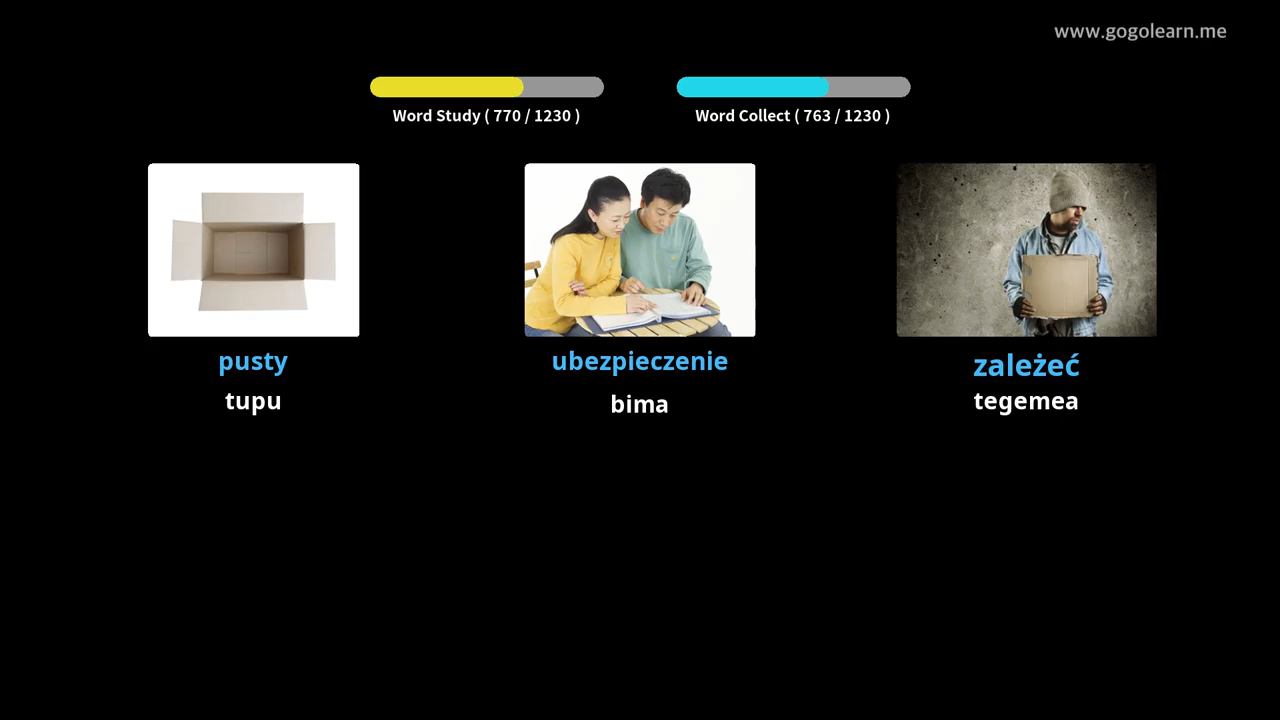 www.gogolearn.me
Word Study ( 770 / 1230 )
Word Collect ( 763 / 1230 )
pusty
ubezpieczenie
zależeć
tupu
bima
tegemea